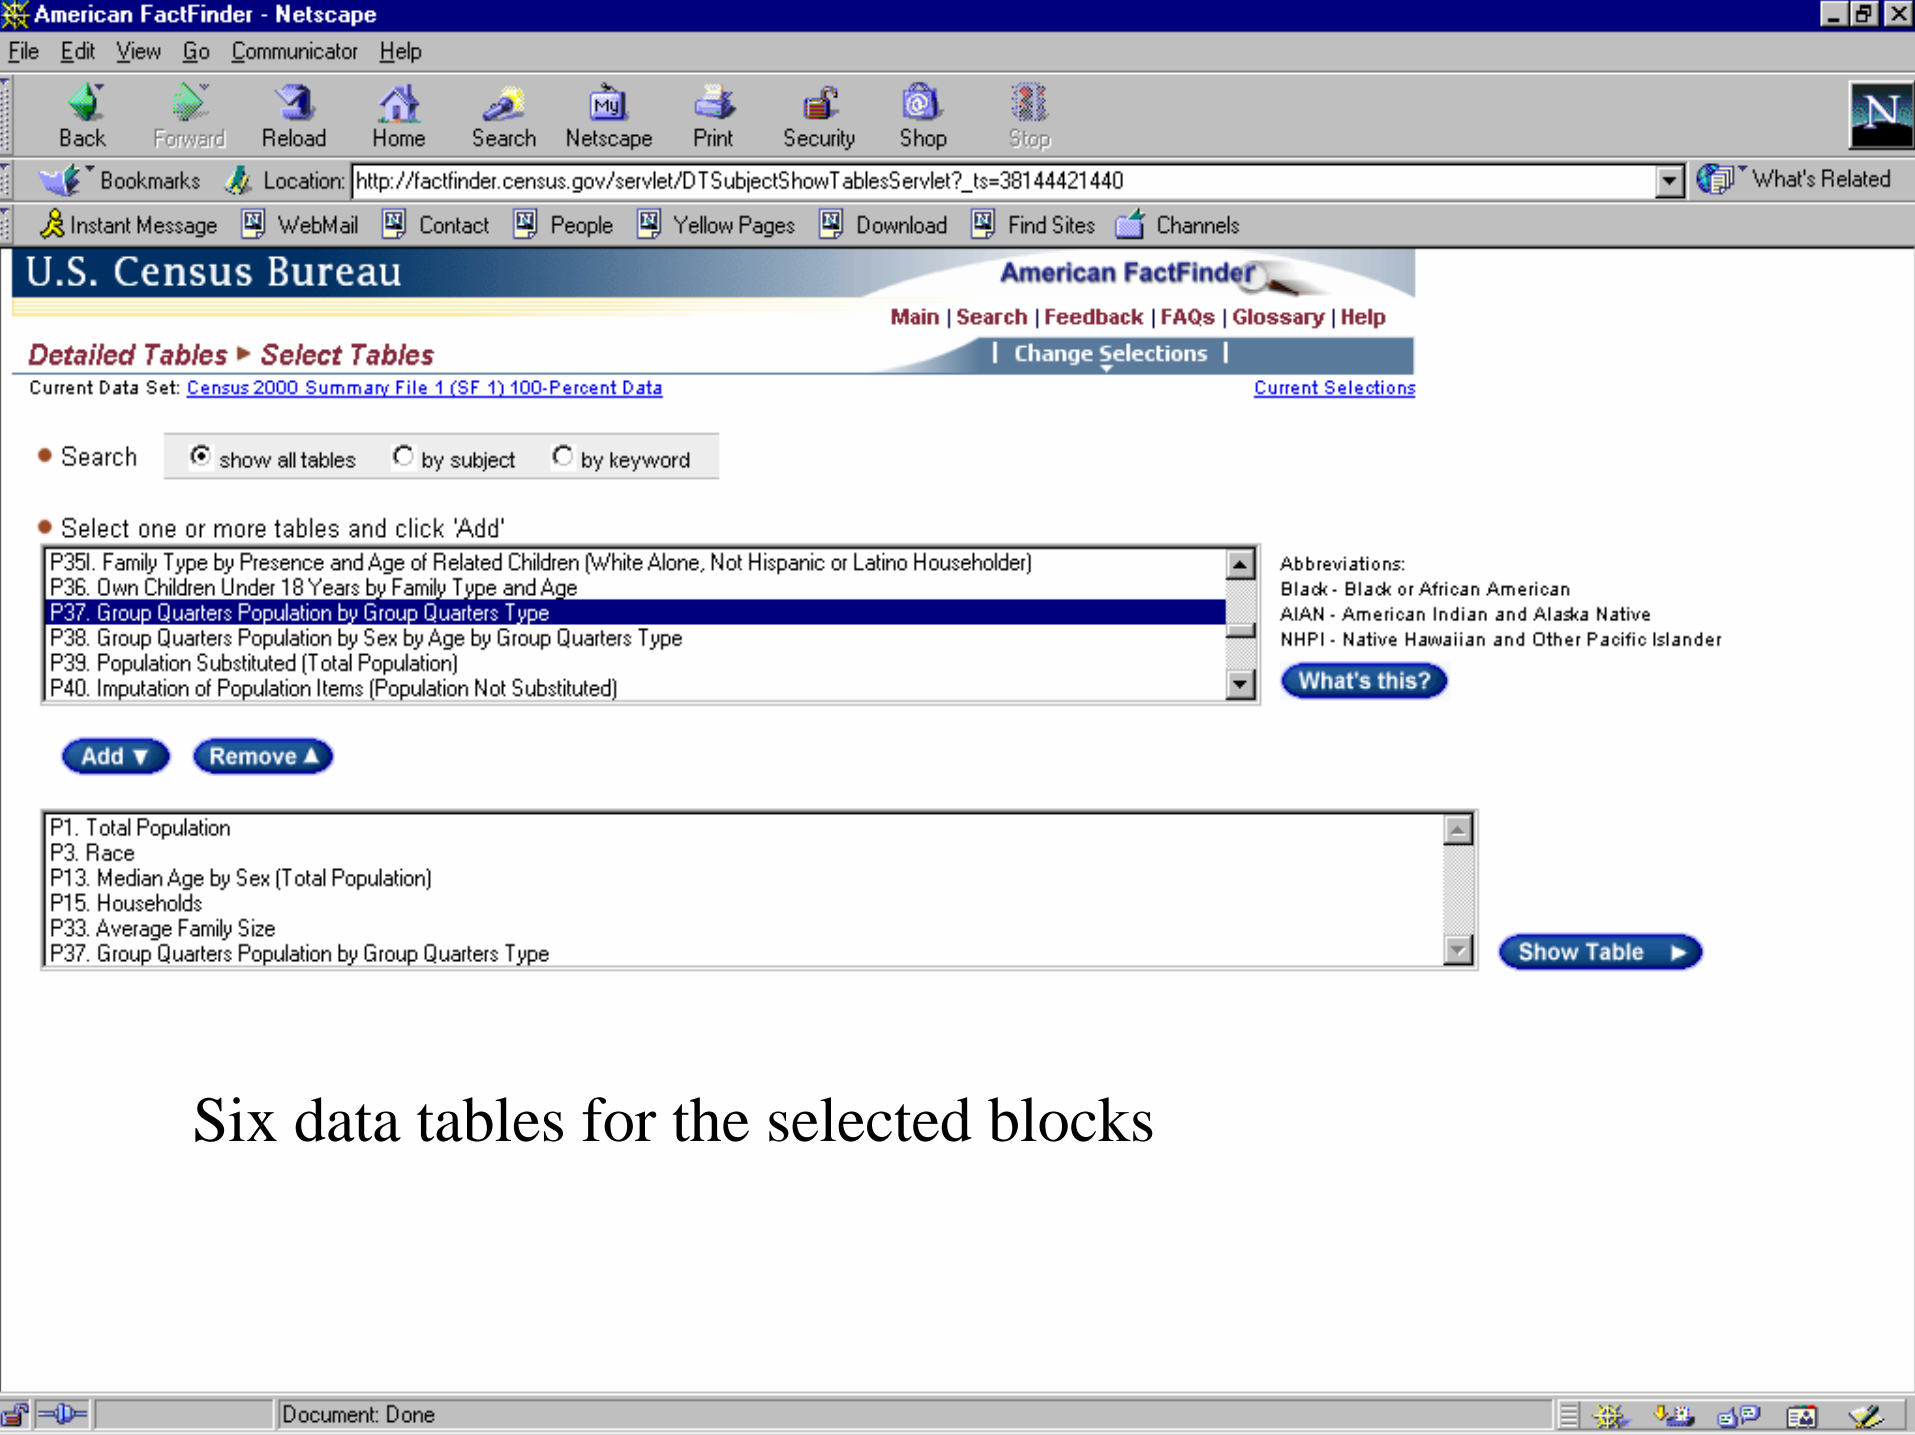 American FactFinder - Netscape
File Edit View Go Communicator Help
Back Forward Reload Home Search Netscape Print Security Shop Stop
My
N
Bookmarks Location: http://factfinder.census.gov/servlet/DTSubjectShowTablesServlet?_ts=38144421440 What's Related
Instant Message WebMail Contact People Yellow Pages Download Find Sites Channels
U.S. Census Bureau American FactFinder
Main | Search | Feedback | FAQs | Glossary | Help
Detailed Tables ▶ Select Tables | Change Selections |
Current Data Set: Census 2000 Summary File 1 (SF 1) 100-Percent Data Current Selections
Search show all tables by subject by keyword
Select one or more tables and click 'Add'
P35I. Family Type by Presence and Age of Related Children (White Alone, Not Hispanic or Latino Householder)
P36. Own Children Under 18 Years by Family Type and Age
P37. Group Quarters Population by Group Quarters Type
P38. Group Quarters Population by Sex by Age by Group Quarters Type
P39. Population Substituted (Total Population)
P40. Imputation of Population Items (Population Not Substituted)
Abbreviations:
Black - Black or African American
AIAN - American Indian and Alaska Native
NHPI - Native Hawaiian and Other Pacific Islander
What's this?
Add ▼ Remove ▲
P1. Total Population
P3. Race
P13. Median Age by Sex (Total Population)
P15. Households
P33. Average Family Size
P37. Group Quarters Population by Group Quarters Type
Show Table ▶
Six data tables for the selected blocks
Document: Done